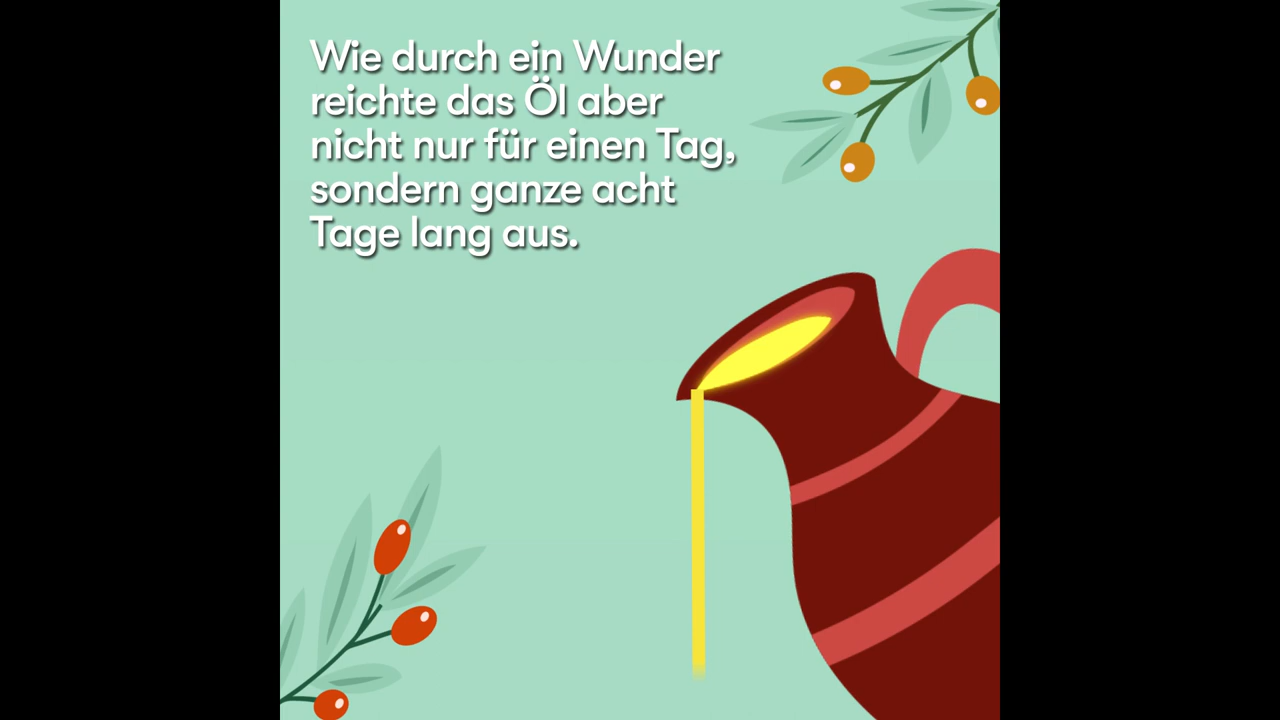 Wie durch ein Wunder
reichte das Öl aber
nicht nur für einen Tag,
sondern ganze acht
Tage lang aus.